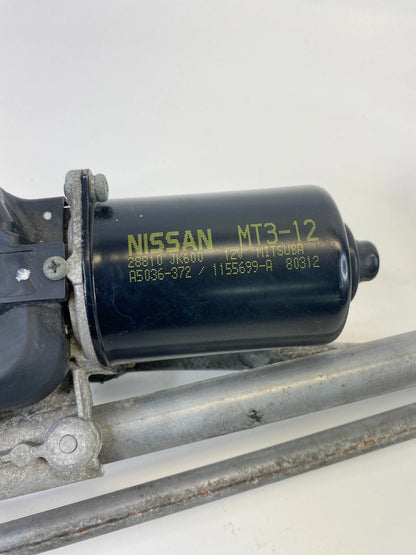 NISSAN MT3-12
28810 JK600 12V MITSUBA
A5036-372 / 1155699-A 80312